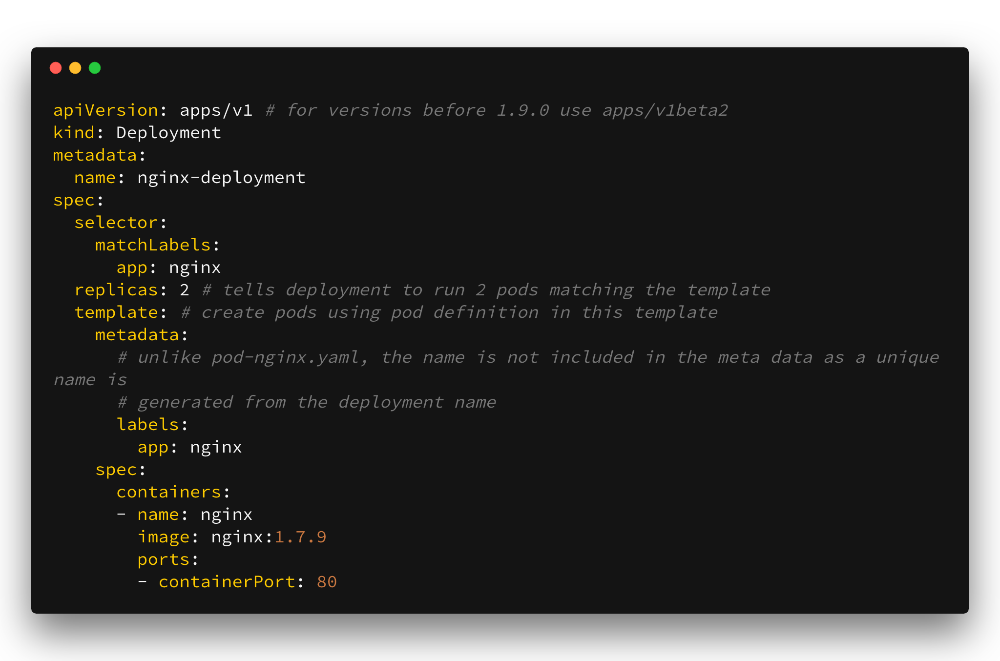 apiVersion: apps/v1 # for versions before 1.9.0 use apps/v1beta2
kind: Deployment
metadata:
  name: nginx-deployment
spec:
  selector:
    matchLabels:
      app: nginx
  replicas: 2 # tells deployment to run 2 pods matching the template
  template: # create pods using pod definition in this template
    metadata:
      # unlike pod-nginx.yaml, the name is not included in the meta data as a unique
name is
      # generated from the deployment name
      labels:
        app: nginx
    spec:
      containers:
      - name: nginx
        image: nginx:1.7.9
        ports:
        - containerPort: 80